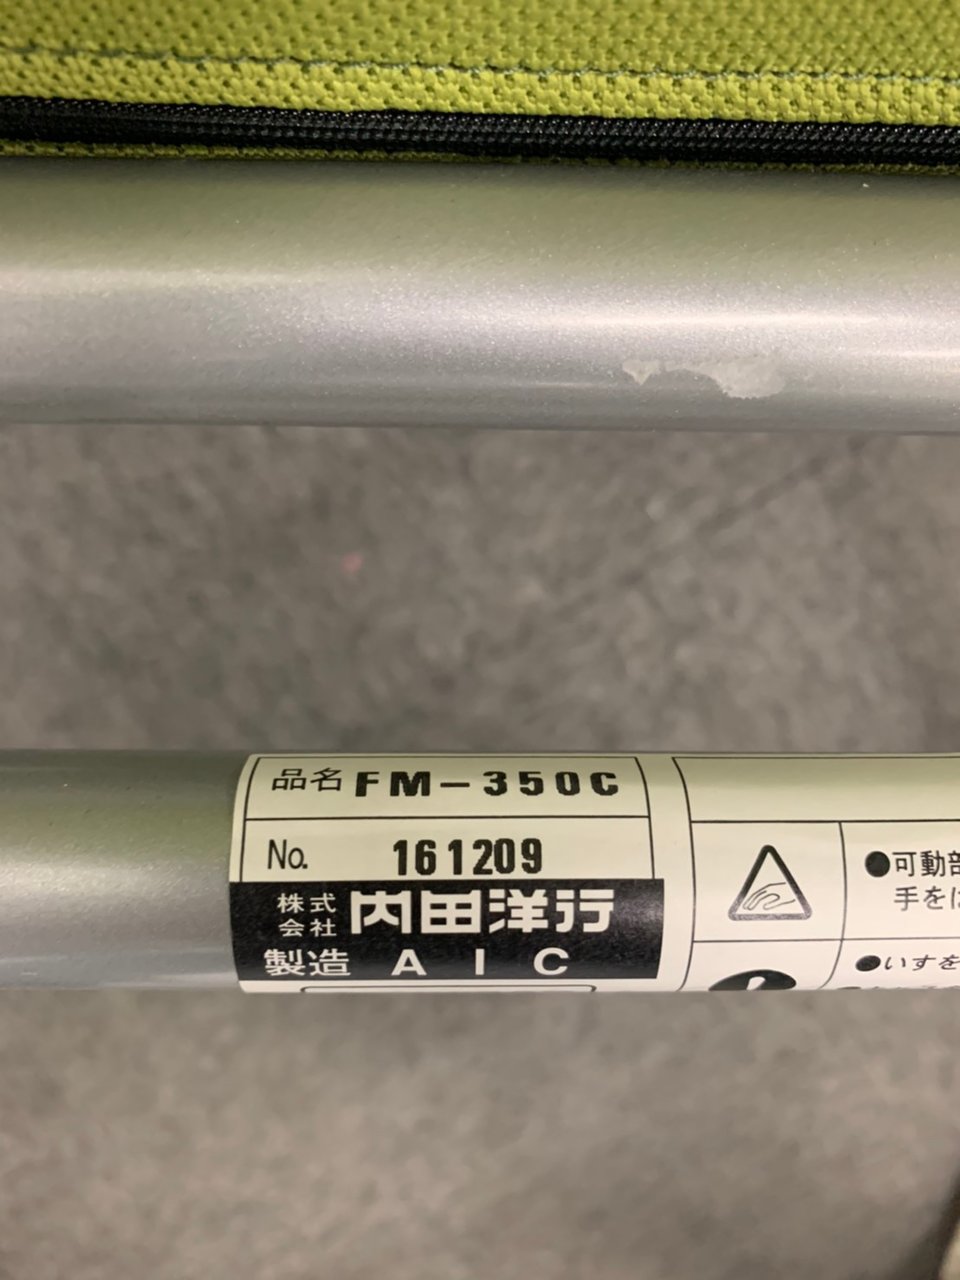 品名 FM-350C
No. 161209
株式会社 内田洋行
製造 AIC
●可動部
手を
●いすを